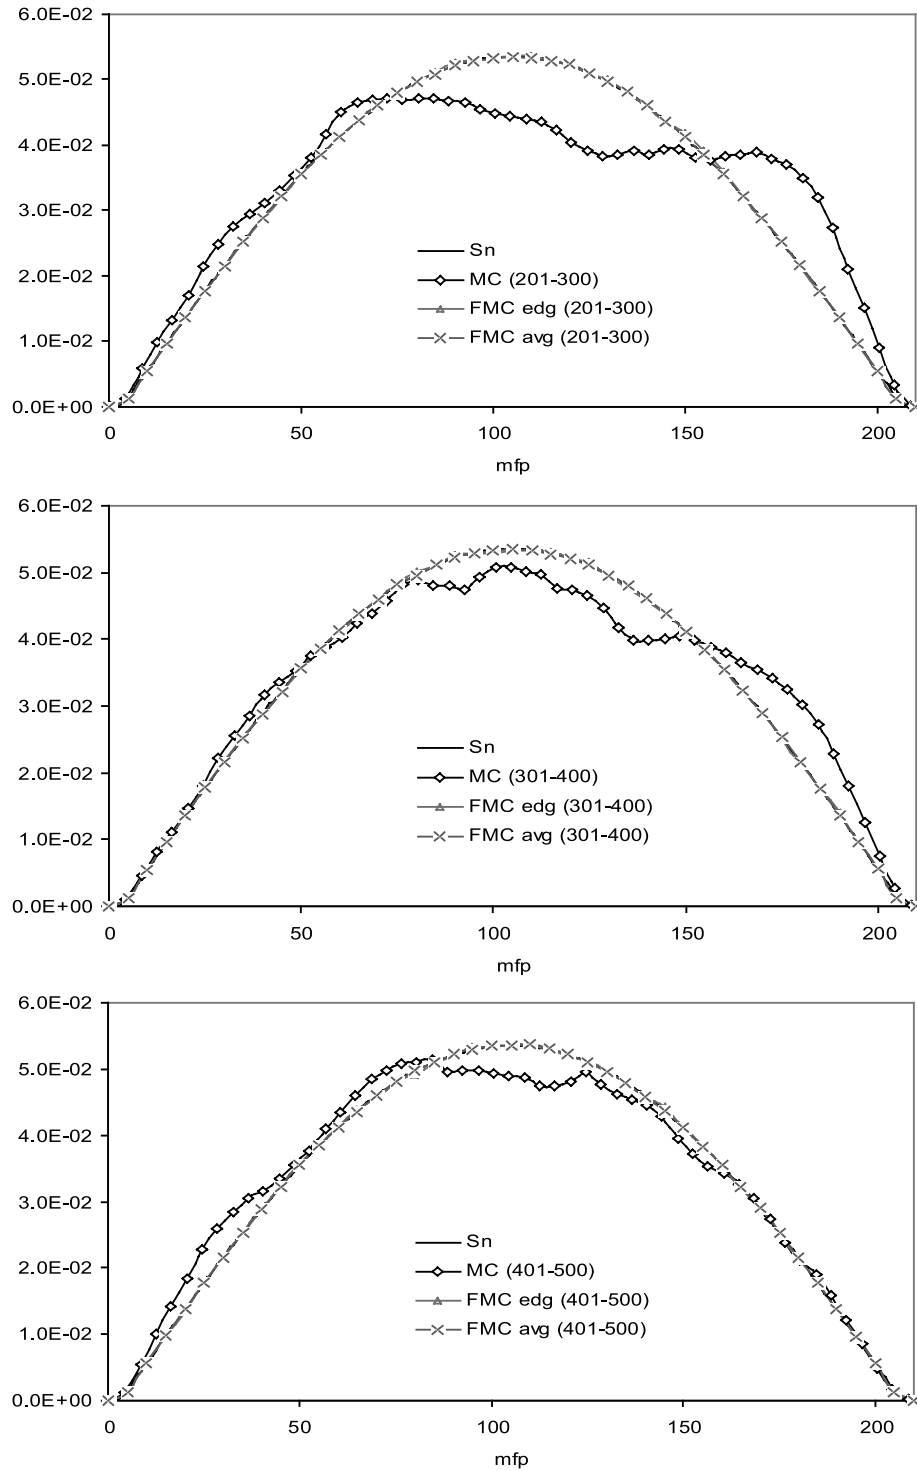 6.0E-02
5.0E-02
4.0E-02
3.0E-02
2.0E-02
1.0E-02
0.0E+00
Sn
MC (201-300)
FMC edg (201-300)
FMC avg (201-300)
0 50 100 150 200
mfp
6.0E-02
5.0E-02
4.0E-02
3.0E-02
2.0E-02
1.0E-02
0.0E+00
Sn
MC (301-400)
FMC edg (301-400)
FMC avg (301-400)
0 50 100 150 200
mfp
6.0E-02
5.0E-02
4.0E-02
3.0E-02
2.0E-02
1.0E-02
0.0E+00
Sn
MC (401-500)
FMC edg (401-500)
FMC avg (401-500)
0 50 100 150 200
mfp